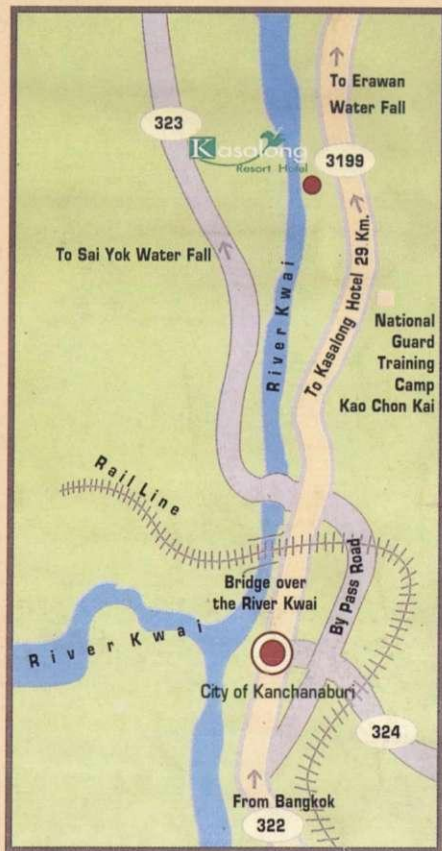 To Erawan
Water Fall
323
Kasalong
Resort Hotel
3199
To Sai Yok Water Fall
River Kwai
To Kasalong Hotel 29 Km.
National
Guard
Training
Camp
Kao Chon Kai
Rail Line
By Pass Road
Bridge over
the River Kwai
River Kwai
City of Kanchanaburi
324
From Bangkok
322